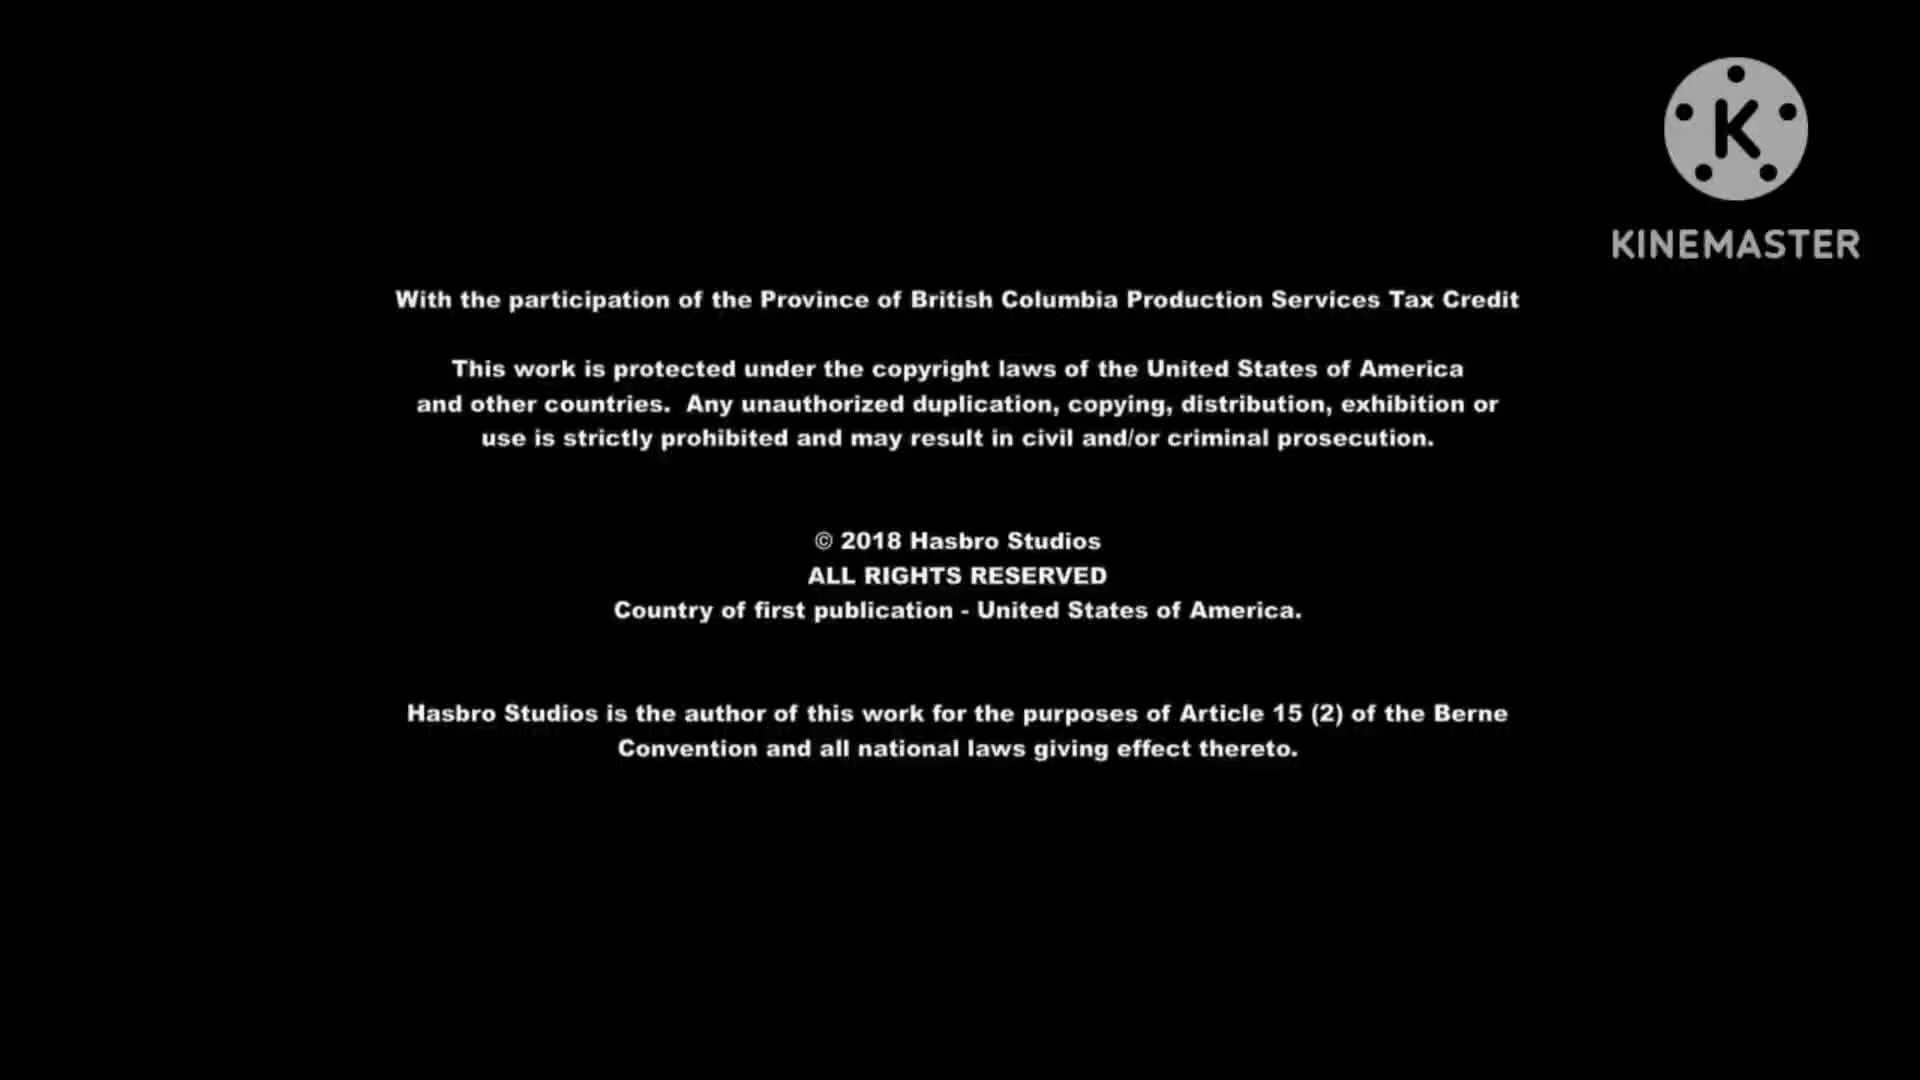 K
KINEMASTER
With the participation of the Province of British Columbia Production Services Tax Credit
This work is protected under the copyright laws of the United States of America
and other countries.  Any unauthorized duplication, copying, distribution, exhibition or
use is strictly prohibited and may result in civil and/or criminal prosecution.
© 2018 Hasbro Studios
ALL RIGHTS RESERVED
Country of first publication - United States of America.
Hasbro Studios is the author of this work for the purposes of Article 15 (2) of the Berne
Convention and all national laws giving effect thereto.